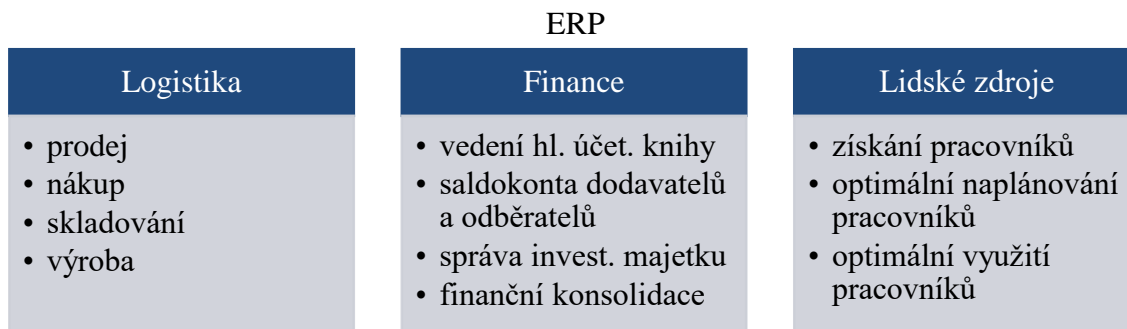 ERP
Logistika
• prodej
• nákup
• skladování
• výroba
Finance
• vedení hl. účet. knihy
• saldokonta dodavatelů
a odběratelů
• správa invest. majetku
• finanční konsolidace
Lidské zdroje
• získání pracovníků
• optimální naplánování
pracovníků
• optimální využití
pracovníků